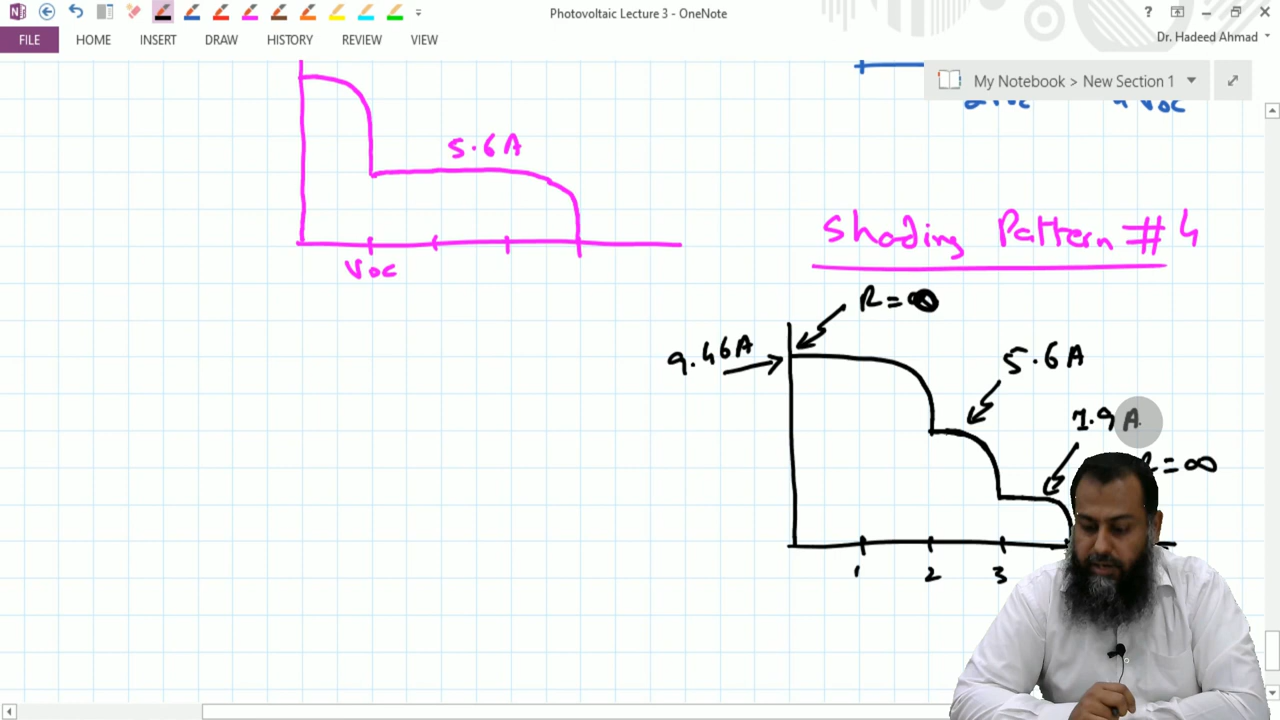 Photovoltaic Lecture 3 - OneNote
?
Dr. Hadeed Ahmad
FILE HOME INSERT DRAW HISTORY REVIEW VIEW
My Notebook > New Section 1
5.6A
Voc
Shading Pattern # 4
R =
9.46A
5.6A
1.9 A
= ∞
1 2 3